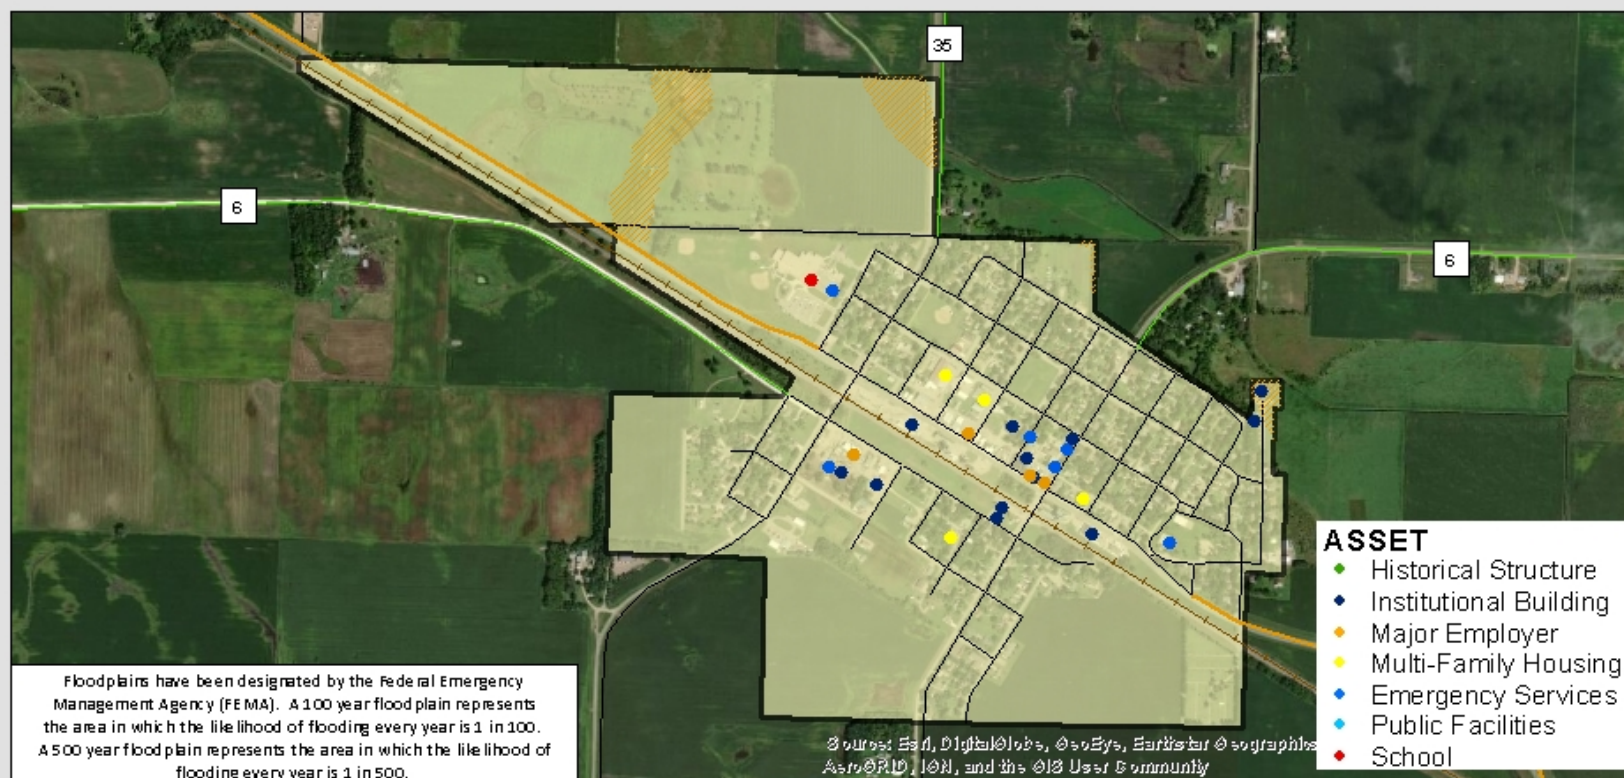 35
6
6
ASSET
Historical Structure
Institutional Building
Major Employer
Multi-Family Housing
Emergency Services
Public Facilities
School
Floodplains have been designated by the Federal Emergency
Management Agency (FEMA). A 100 year floodplain represents
the area in which the likelihood of flooding every year is 1 in 100.
A 500 year floodplain represents the area in which the likelihood of
flooding every year is 1 in 500.
Source: Esri, DigitalGlobe, GeoEye, Earthstar Geographics
AeroGRID, IGN, and the GIS User Community